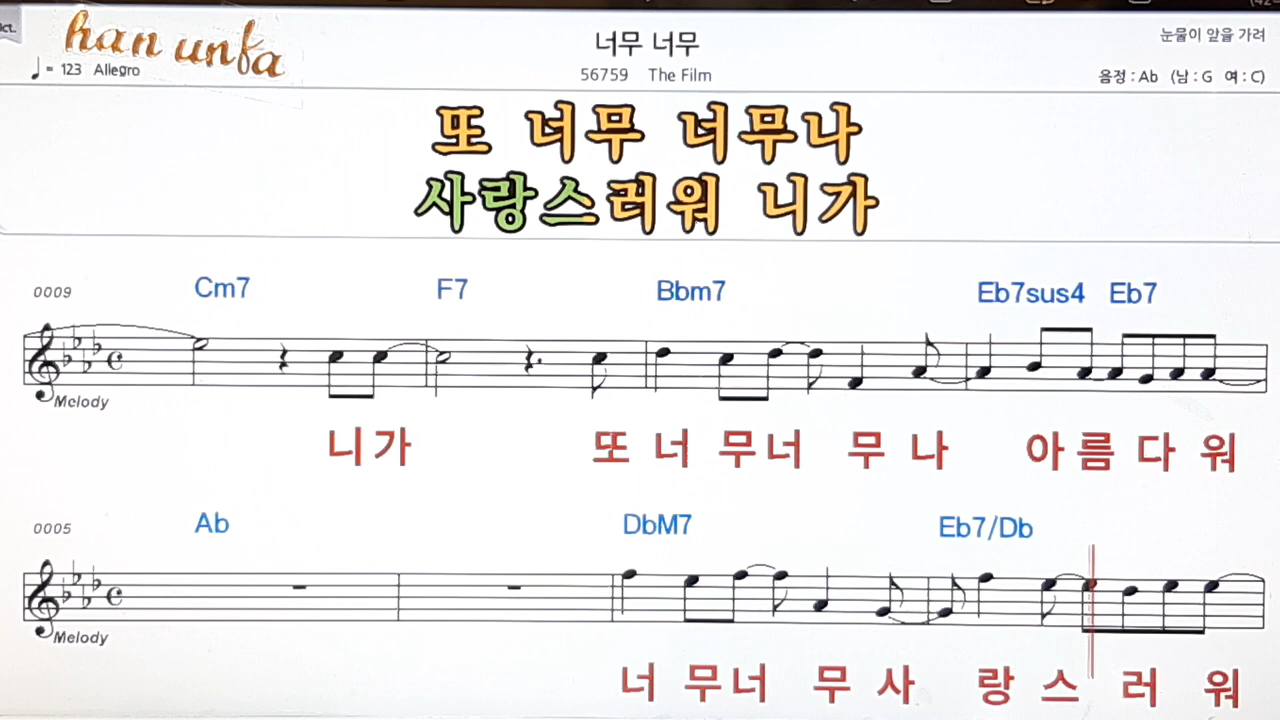 han unfa
너무 너무
눈물이 앞을 가려
♩= 123 Allegro
56759 The Film
음정 : Ab (남 : G 여 : C)
또 너무 너무나
사랑스러워 니가
0009 Cm7 F7 Bbm7 Eb7sus4 Eb7
Melody
니가 또 너 무너 무 나 아름 다 워
0005 Ab DbM7 Eb7/Db
Melody
너 무너 무 사 랑 스 러 워